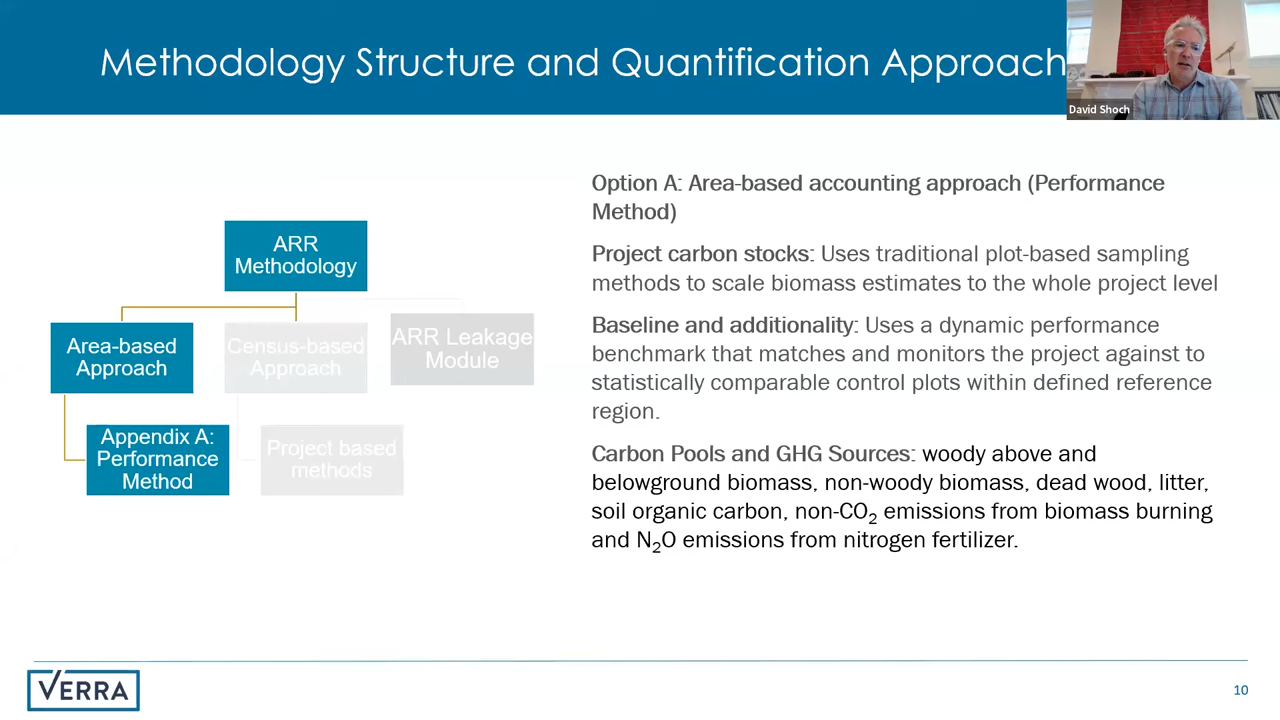 Methodology Structure and Quantification Approach
David Shoch
ARR
Methodology
Area-based
Approach
Census-based
Approach
ARR Leakage
Module
Appendix A:
Performance
Method
Project based
methods
Option A: Area-based accounting approach (Performance
Method)
Project carbon stocks: Uses traditional plot-based sampling
methods to scale biomass estimates to the whole project level
Baseline and additionality: Uses a dynamic performance
benchmark that matches and monitors the project against to
statistically comparable control plots within defined reference
region.
Carbon Pools and GHG Sources: woody above and
belowground biomass, non-woody biomass, dead wood, litter,
soil organic carbon, non-CO₂ emissions from biomass burning
and N₂O emissions from nitrogen fertilizer.
VERRA
10